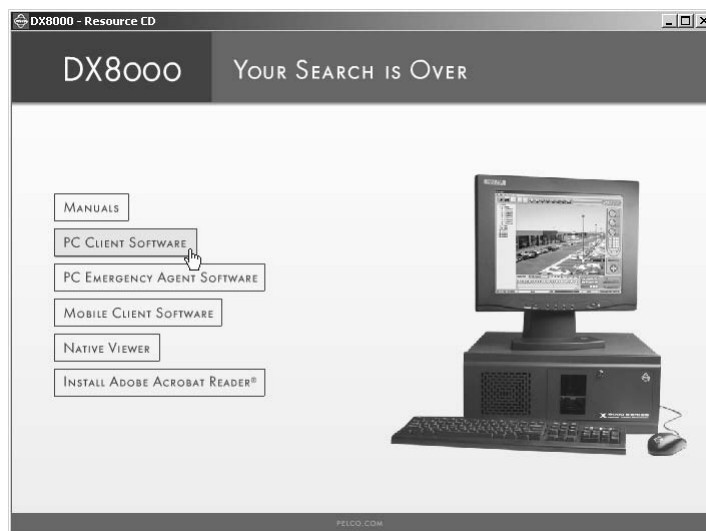 DX8000 - Resource CD
DX8000
YOUR SEARCH IS OVER
MANUALS
PC CLIENT SOFTWARE
PC EMERGENCY AGENT SOFTWARE
MOBILE CLIENT SOFTWARE
NATIVE VIEWER
INSTALL ADOBE ACROBAT READER®
PELCO.COM